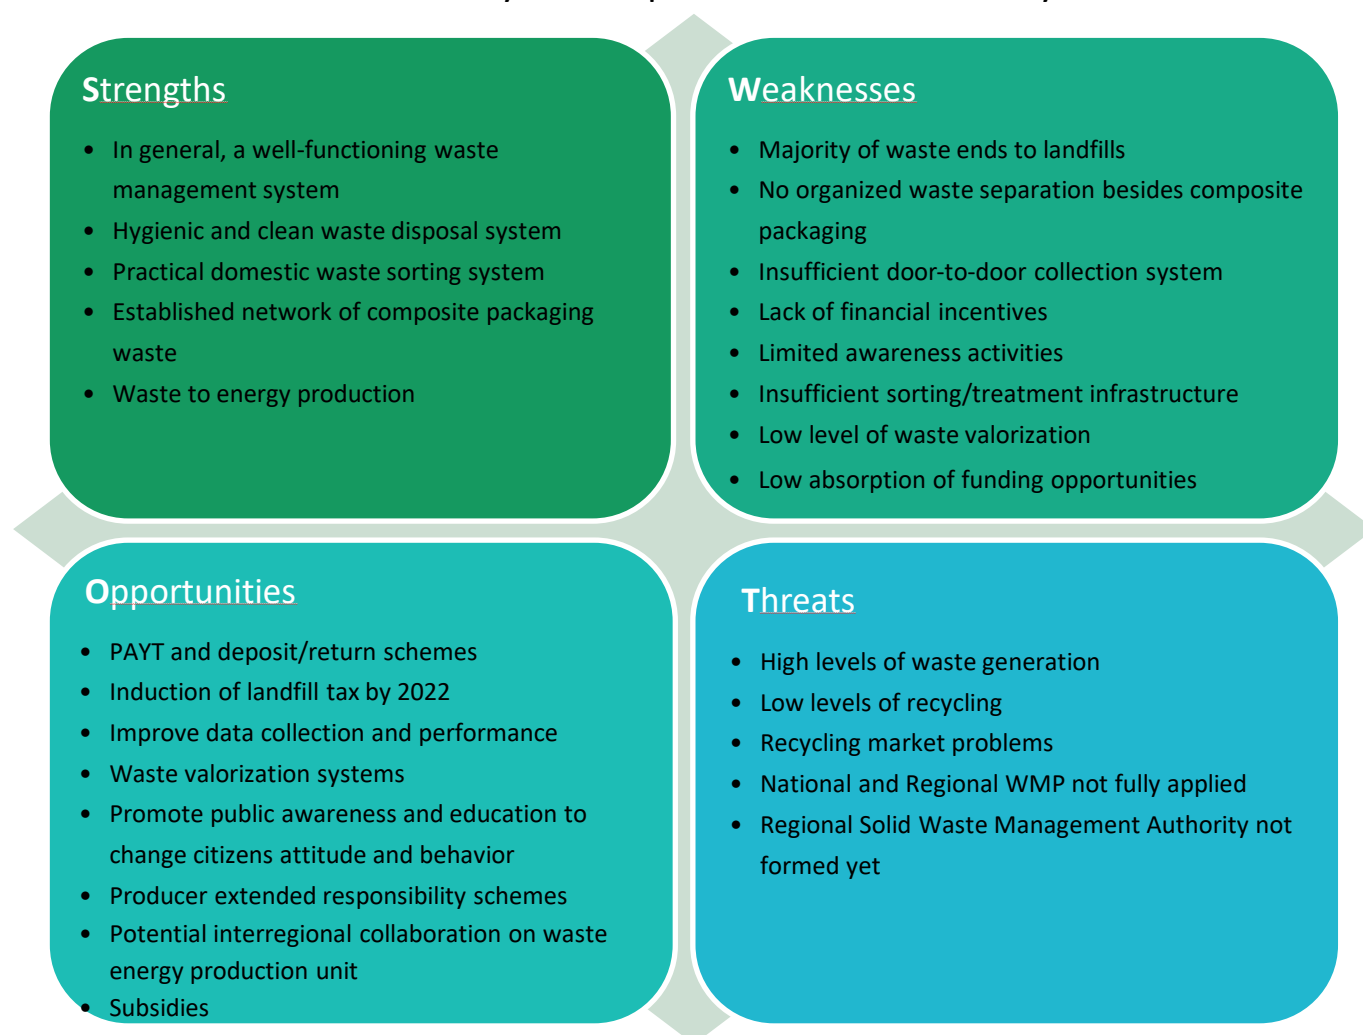 Strengths
• In general, a well-functioning waste
management system
• Hygienic and clean waste disposal system
• Practical domestic waste sorting system
• Established network of composite packaging
waste
• Waste to energy production
Weaknesses
• Majority of waste ends to landfills
• No organized waste separation besides composite
packaging
• Insufficient door-to-door collection system
• Lack of financial incentives
• Limited awareness activities
• Insufficient sorting/treatment infrastructure
• Low level of waste valorization
• Low absorption of funding opportunities
Opportunities
• PAYT and deposit/return schemes
• Induction of landfill tax by 2022
• Improve data collection and performance
• Waste valorization systems
• Promote public awareness and education to
change citizens attitude and behavior
• Producer extended responsibility schemes
• Potential interregional collaboration on waste
energy production unit
• Subsidies
Threats
• High levels of waste generation
• Low levels of recycling
• Recycling market problems
• National and Regional WMP not fully applied
• Regional Solid Waste Management Authority not
formed yet